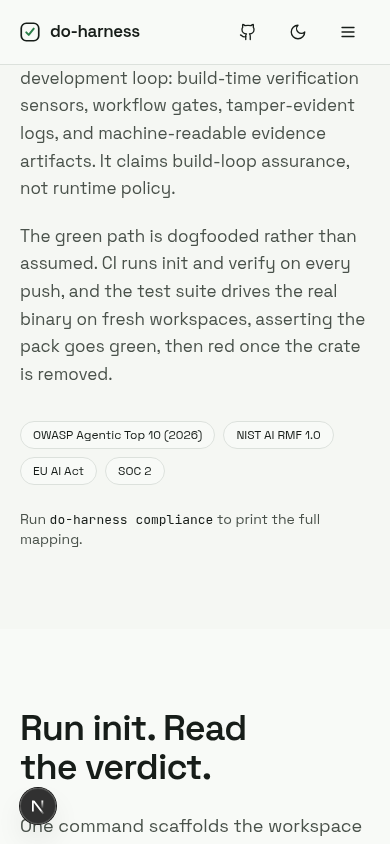 do-harness
development loop: build-time verification
sensors, workflow gates, tamper-evident
logs, and machine-readable evidence
artifacts. It claims build-loop assurance,
not runtime policy.
The green path is dogfooded rather than
assumed. CI runs init and verify on every
push, and the test suite drives the real
binary on fresh workspaces, asserting the
pack goes green, then red once the crate
is removed.
OWASP Agentic Top 10 (2026)
NIST AI RMF 1.0
EU AI Act
SOC 2
Run do-harness compliance to print the full
mapping.
Run init. Read
the verdict.
N
One command scaffolds the workspace